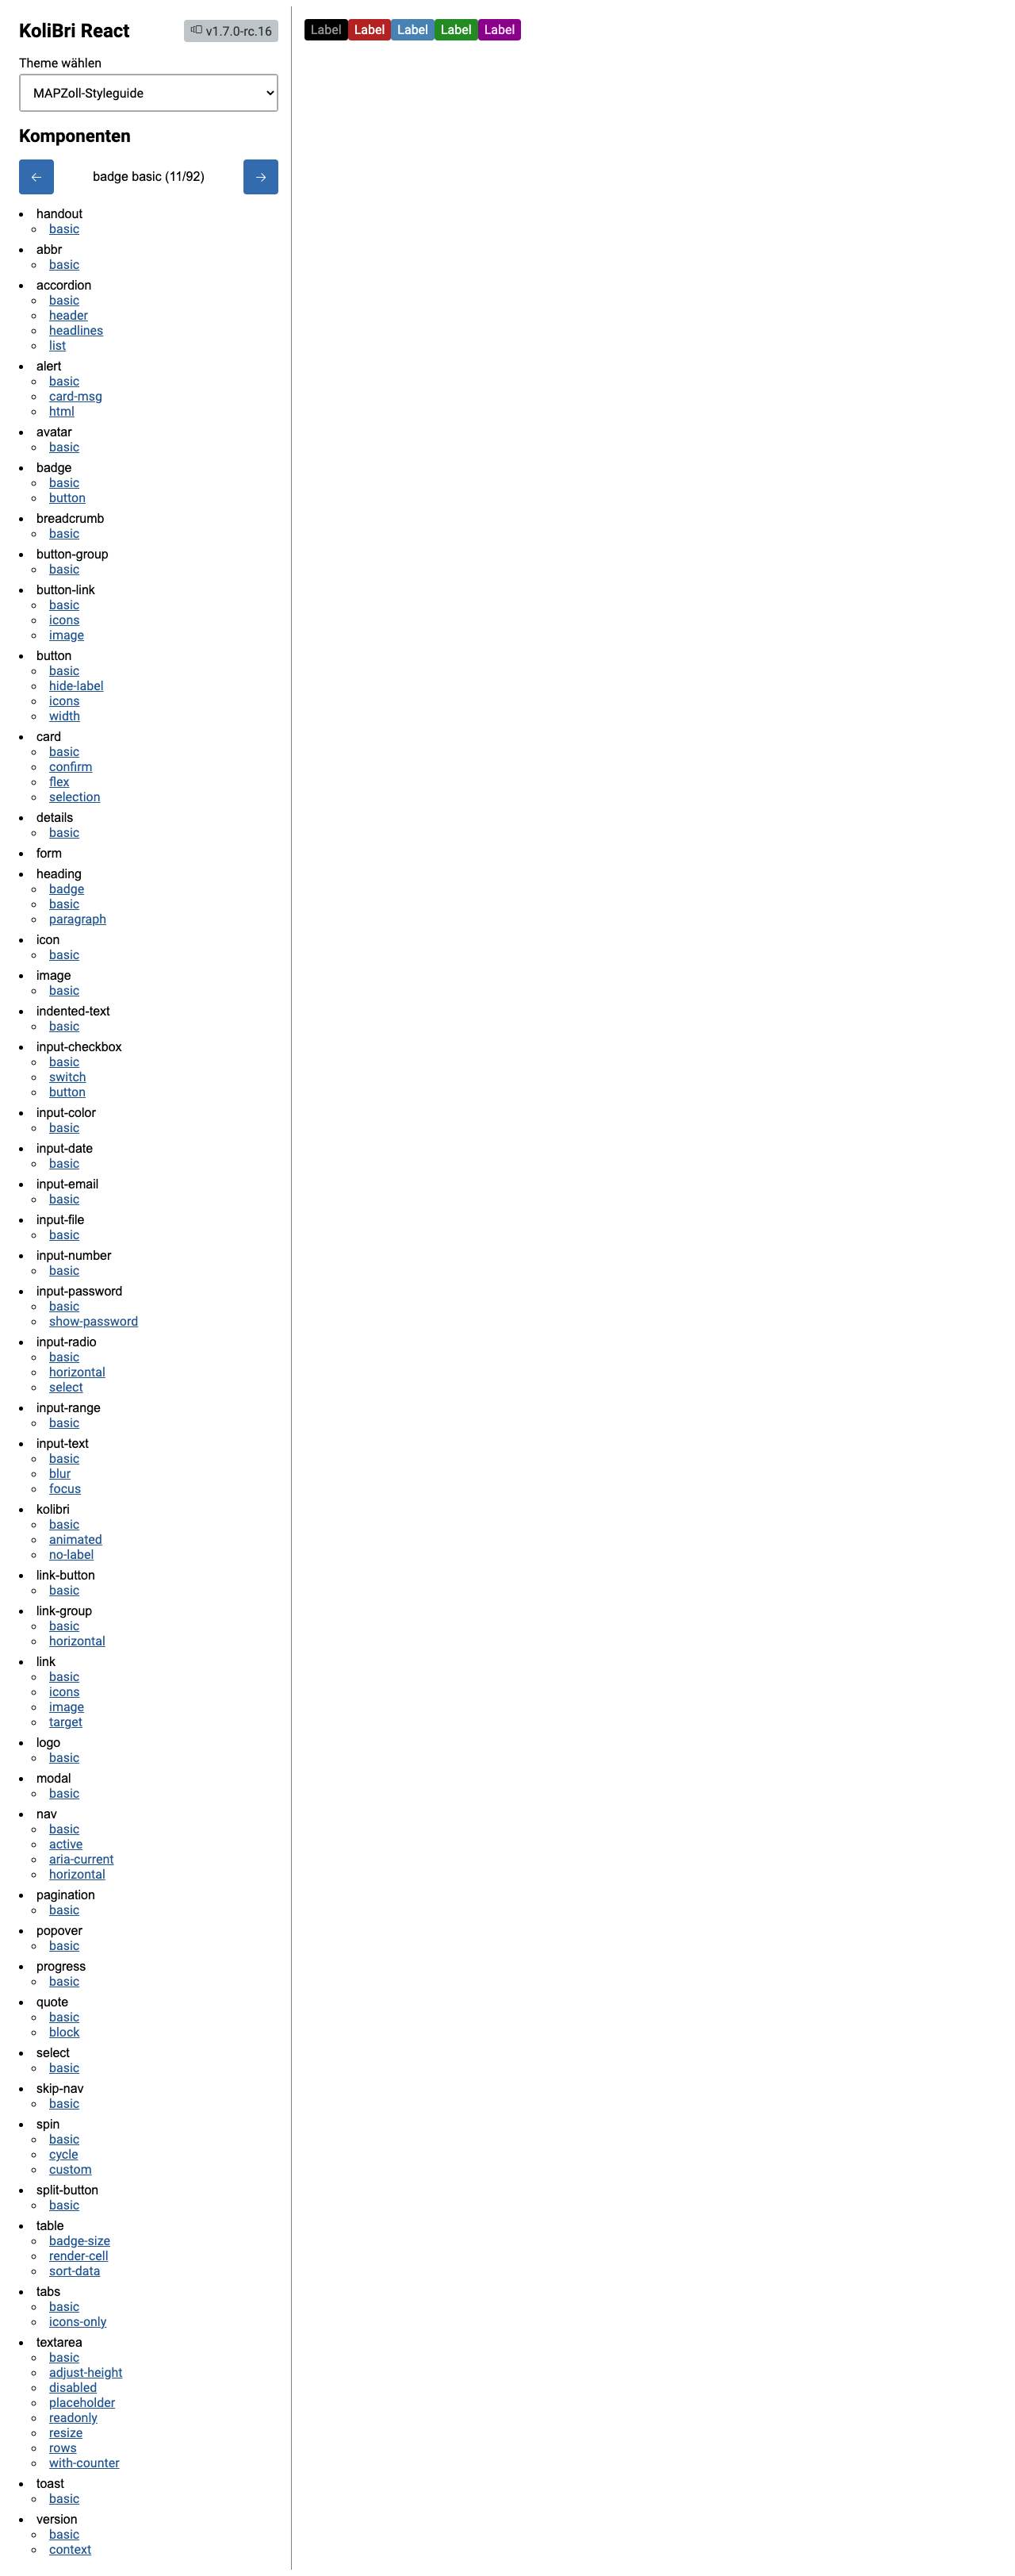 KoliBri React
v1.7.0-rc.16
Theme wählen
MAPZoll-Styleguide
Komponenten
badge basic (11/92)
handout
basic
abbr
basic
accordion
basic
header
headlines
list
alert
basic
card-msg
html
avatar
basic
badge
basic
button
breadcrumb
basic
button-group
basic
button-link
basic
icons
image
button
basic
hide-label
icons
width
card
basic
confirm
flex
selection
details
basic
form
heading
badge
basic
paragraph
icon
basic
image
basic
indented-text
basic
input-checkbox
basic
switch
button
input-color
basic
input-date
basic
input-email
basic
input-file
basic
input-number
basic
input-password
basic
show-password
input-radio
basic
horizontal
select
input-range
basic
input-text
basic
blur
focus
kolibri
basic
animated
no-label
link-button
basic
link-group
basic
horizontal
link
basic
icons
image
target
logo
basic
modal
basic
nav
basic
active
aria-current
horizontal
pagination
basic
popover
basic
progress
basic
quote
basic
block
select
basic
skip-nav
basic
spin
basic
cycle
custom
split-button
basic
table
badge-size
render-cell
sort-data
tabs
basic
icons-only
textarea
basic
adjust-height
disabled
placeholder
readonly
resize
rows
with-counter
toast
basic
version
basic
context
Label Label Label Label Label